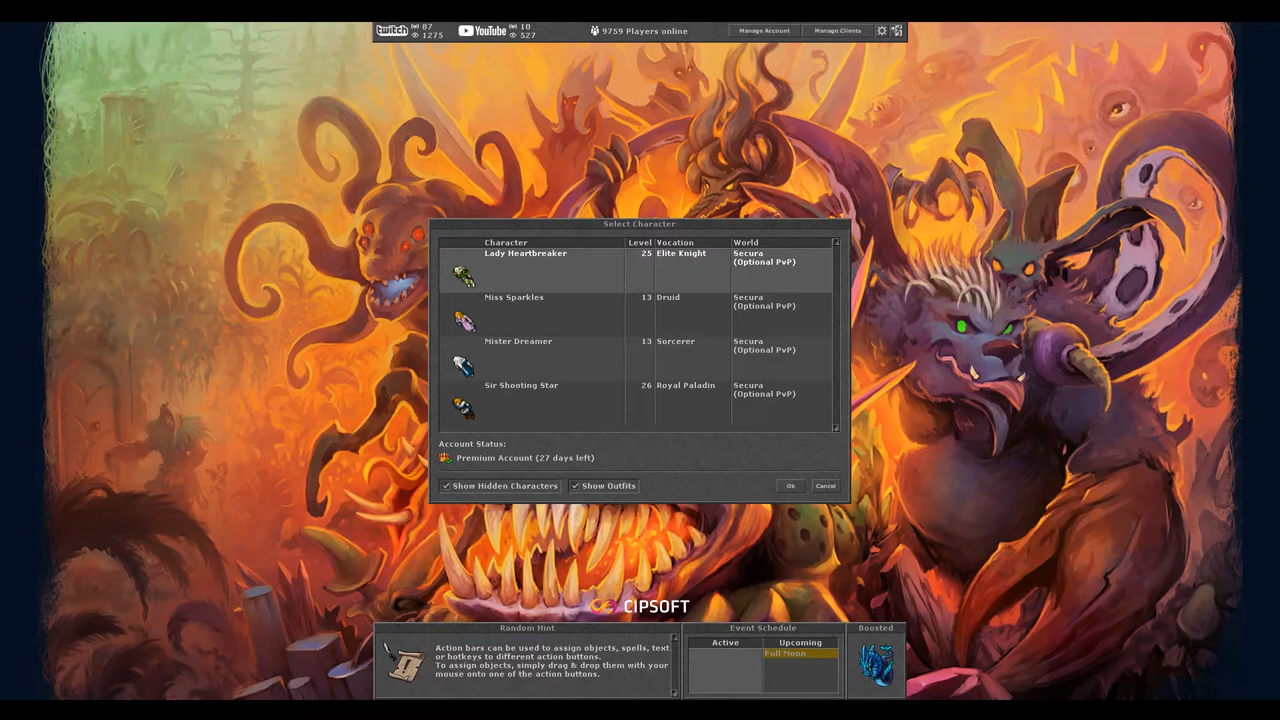 twitch 87 1275 YouTube 10 527 9759 Players online Manage Account Manage Clients
Select Character
Character Level Vocation World
Lady Heartbreaker 25 Elite Knight Secura
(Optional PvP)
Miss Sparkles 13 Druid Secura
(Optional PvP)
Mister Dreamer 13 Sorcerer Secura
(Optional PvP)
Sir Shooting Star 26 Royal Paladin Secura
(Optional PvP)
Account Status:
Premium Account (27 days left)
Show Hidden Characters Show Outfits Ok Cancel
CIPSOFT
Random Hint
Action bars can be used to assign objects, spells, text
or hotkeys to different action buttons.
To assign objects, simply drag & drop them with your
mouse onto one of the action buttons.
Event Schedule
Active Upcoming
Full Moon
Boosted